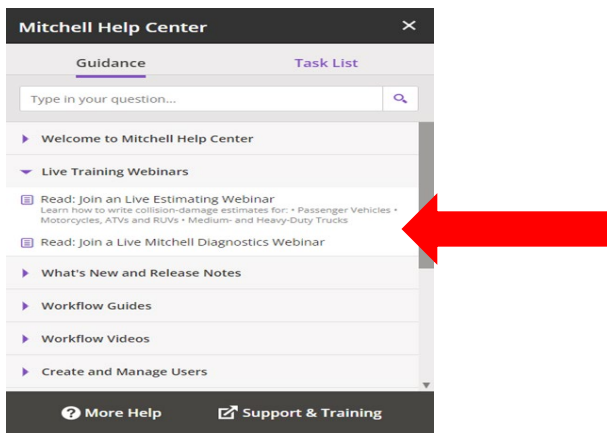 Mitchell Help Center
Guidance
Task List
Type in your question...
Welcome to Mitchell Help Center
Live Training Webinars
Read: Join an Live Estimating Webinar
Learn how to write collision-damage estimates for: • Passenger Vehicles •
Motorcycles, ATVs and RUVs • Medium- and Heavy-Duty Trucks
Read: Join a Live Mitchell Diagnostics Webinar
What's New and Release Notes
Workflow Guides
Workflow Videos
Create and Manage Users
More Help
Support & Training